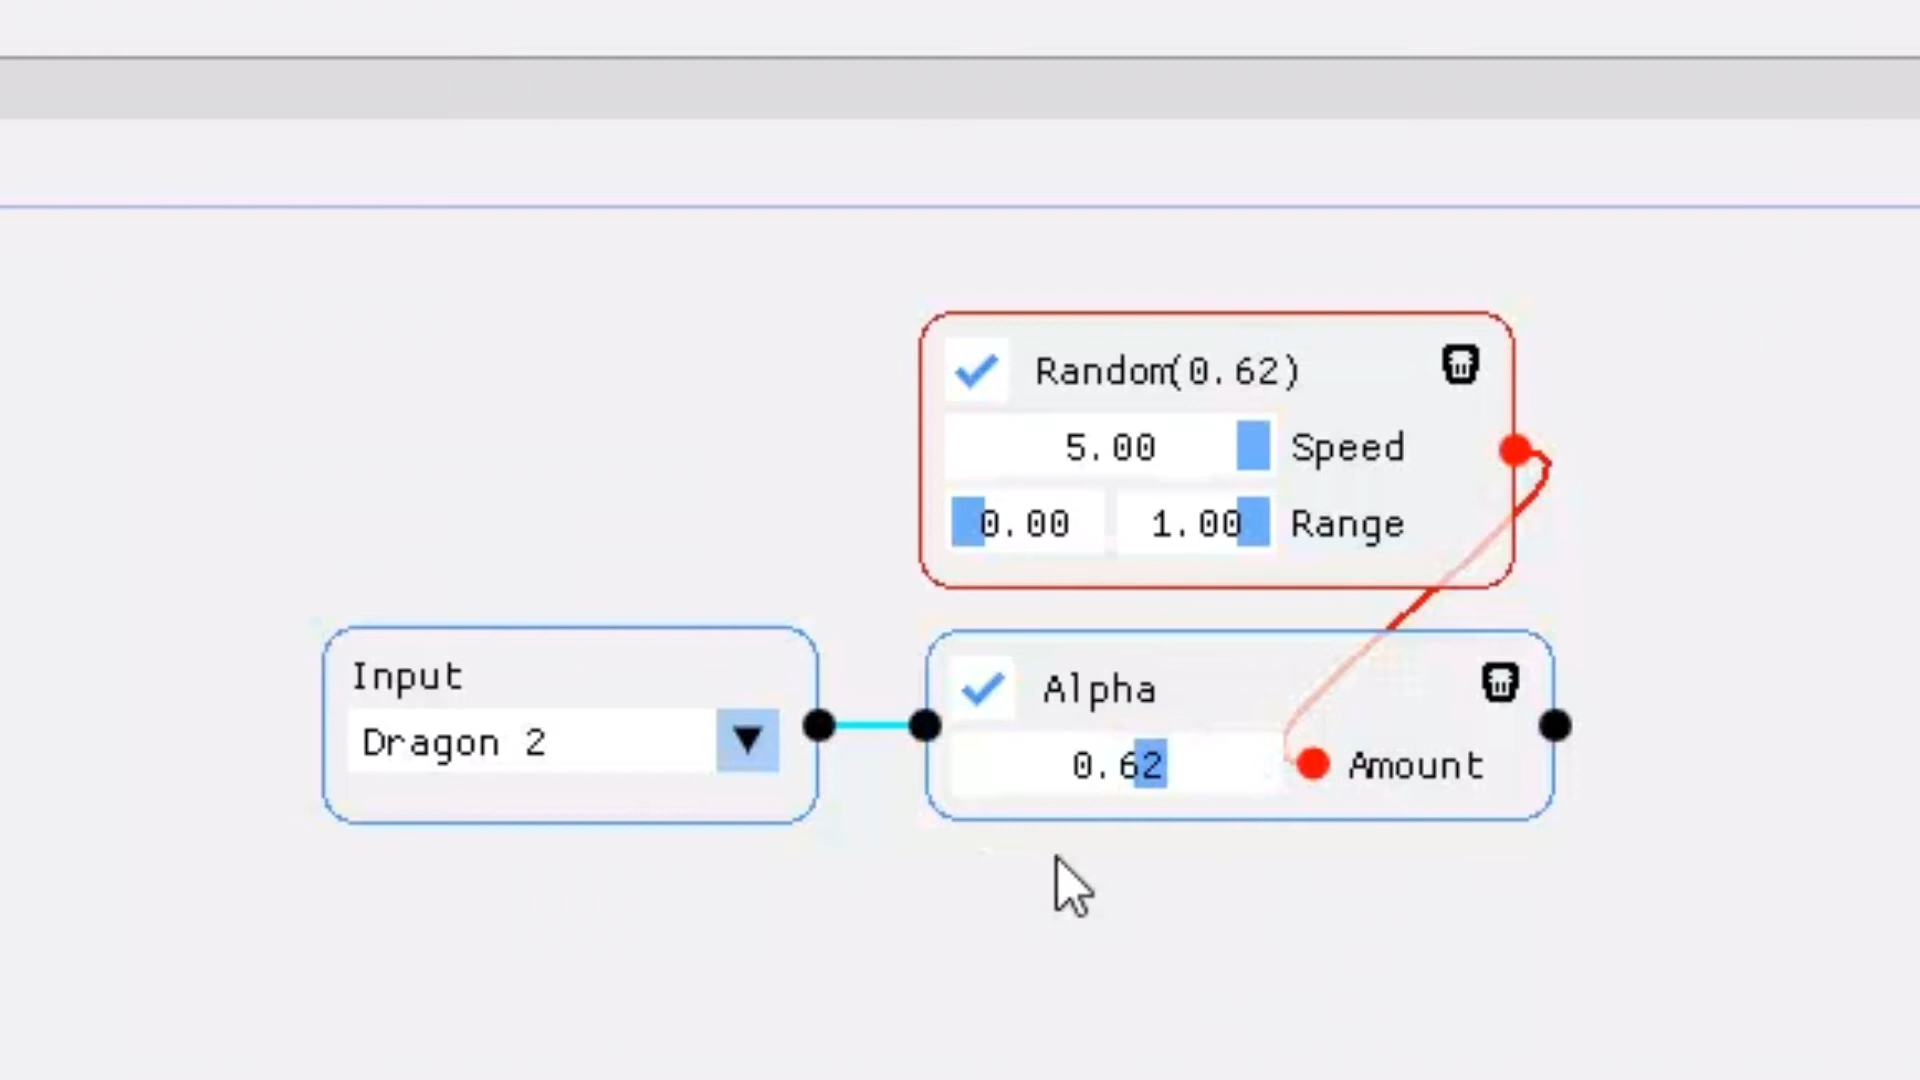 Random(0.62)
5.00 Speed
0.00 1.00 Range
Input
Dragon 2
Alpha
0.62 Amount